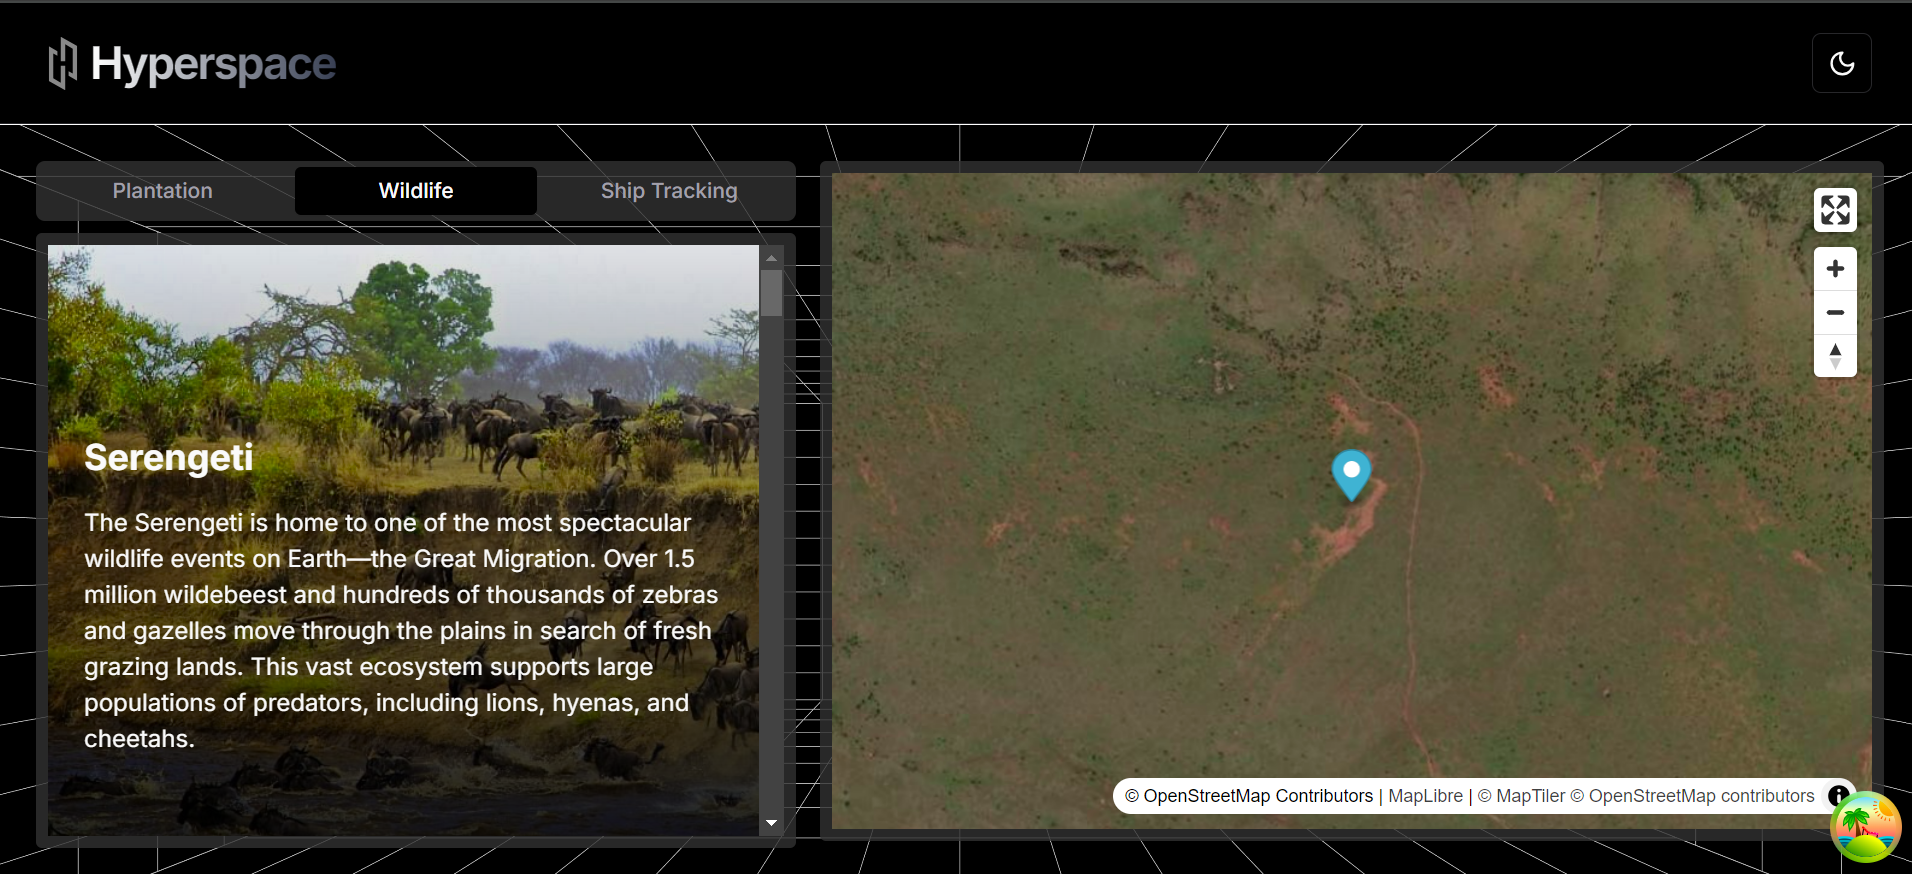 Hyperspace
Plantation
Wildlife
Ship Tracking
Serengeti
The Serengeti is home to one of the most spectacular
wildlife events on Earth—the Great Migration. Over 1.5
million wildebeest and hundreds of thousands of zebras
and gazelles move through the plains in search of fresh
grazing lands. This vast ecosystem supports large
populations of predators, including lions, hyenas, and
cheetahs.
© OpenStreetMap Contributors | MapLibre | © MapTiler © OpenStreetMap contributors